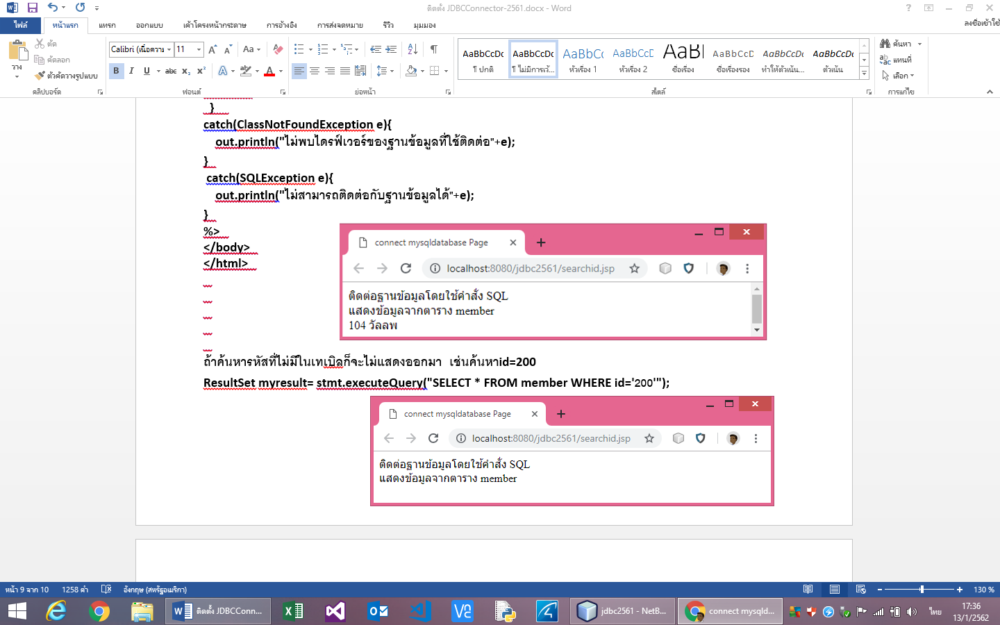 ติดตั้ง JDBCConnector-2561.docx - Word
ไฟล์ หน้าแรก แทรก ออกแบบ เค้าโครงหน้ากระดาษ การอ้างอิง การส่งจดหมาย รีวิว มุมมอง ลงชื่อเข้าใช้
วาง
ตัด
คัดลอก
ตัวคัดวางรูปแบบ
คลิปบอร์ด
Calibri (เนื้อความ 11
ฟอนต์
ย่อหน้า
AaBbCcDc AaBbCcDc AaBbCc AaBbCcD AaBl AaBbCcD AaBbCcDc AaBbCcDc
¶ ปกติ ¶ ไม่มีการเว้... หัวเรื่อง 1 หัวเรื่อง 2 ชื่อเรื่อง ชื่อเรื่องรอง ทำให้ตัวเน้น... ตัวเน้น
สไตล์
ค้นหา
แทนที่
เลือก
การแก้ไข
}
catch(ClassNotFoundException e){
out.println("ไม่พบไดรฟ์เวอร์ของฐานข้อมูลที่ใช้ติดต่อ"+e);
}
catch(SQLException e){
out.println("ไม่สามารถติดต่อกับฐานข้อมูลได้"+e);
}
%>
</body>
</html>
connect mysqldatabase Page
localhost:8080/jdbc2561/searchid.jsp
ติดต่อฐานข้อมูลโดยใช้คำสั่ง SQL
แสดงข้อมูลจากตาราง member
104 วัลลพ
ถ้าค้นหารหัสที่ไม่มีในเทเบิลก็จะไม่แสดงออกมา เช่นค้นหาid=200
ResultSet myresult= stmt.executeQuery("SELECT * FROM member WHERE id='200'");
connect mysqldatabase Page
localhost:8080/jdbc2561/searchid.jsp
ติดต่อฐานข้อมูลโดยใช้คำสั่ง SQL
แสดงข้อมูลจากตาราง member
หน้า 9 จาก 10 1258 คำ อังกฤษ (สหรัฐอเมริกา) 130 %
ติดตั้ง JDBCConn... jdbc2561 - NetB... connect mysqld... ไทย 17:36
13/1/2562